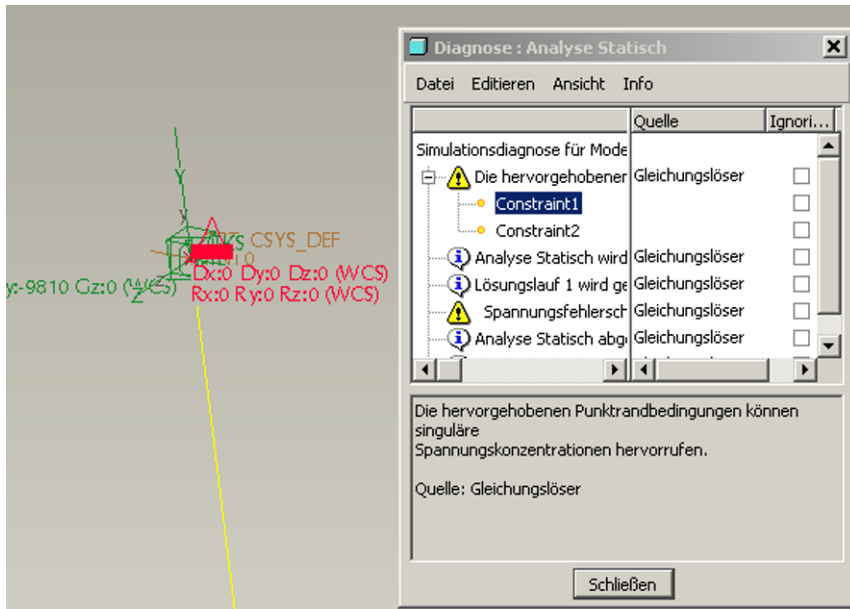 Diagnose : Analyse Statisch
Datei Editieren Ansicht Info
Quelle Ignori...
Simulationsdiagnose für Mode
Die hervorgehobener Gleichungslöser
Constraint1
Constraint2
Analyse Statisch wird Gleichungslöser
Lösungslauf 1 wird ge Gleichungslöser
Spannungsfehlersch Gleichungslöser
Analyse Statisch abg Gleichungslöser
Die hervorgehobenen Punktrandbedingungen können
singuläre
Spannungskonzentrationen hervorrufen.
Quelle: Gleichungslöser
Schließen
Y
y
CSYS_DEF
Dx:0 Dy:0 Dz:0 (WCS)
y:-9810 Gz:0 (WCS)
Z
Rx:0 Ry:0 Rz:0 (WCS)